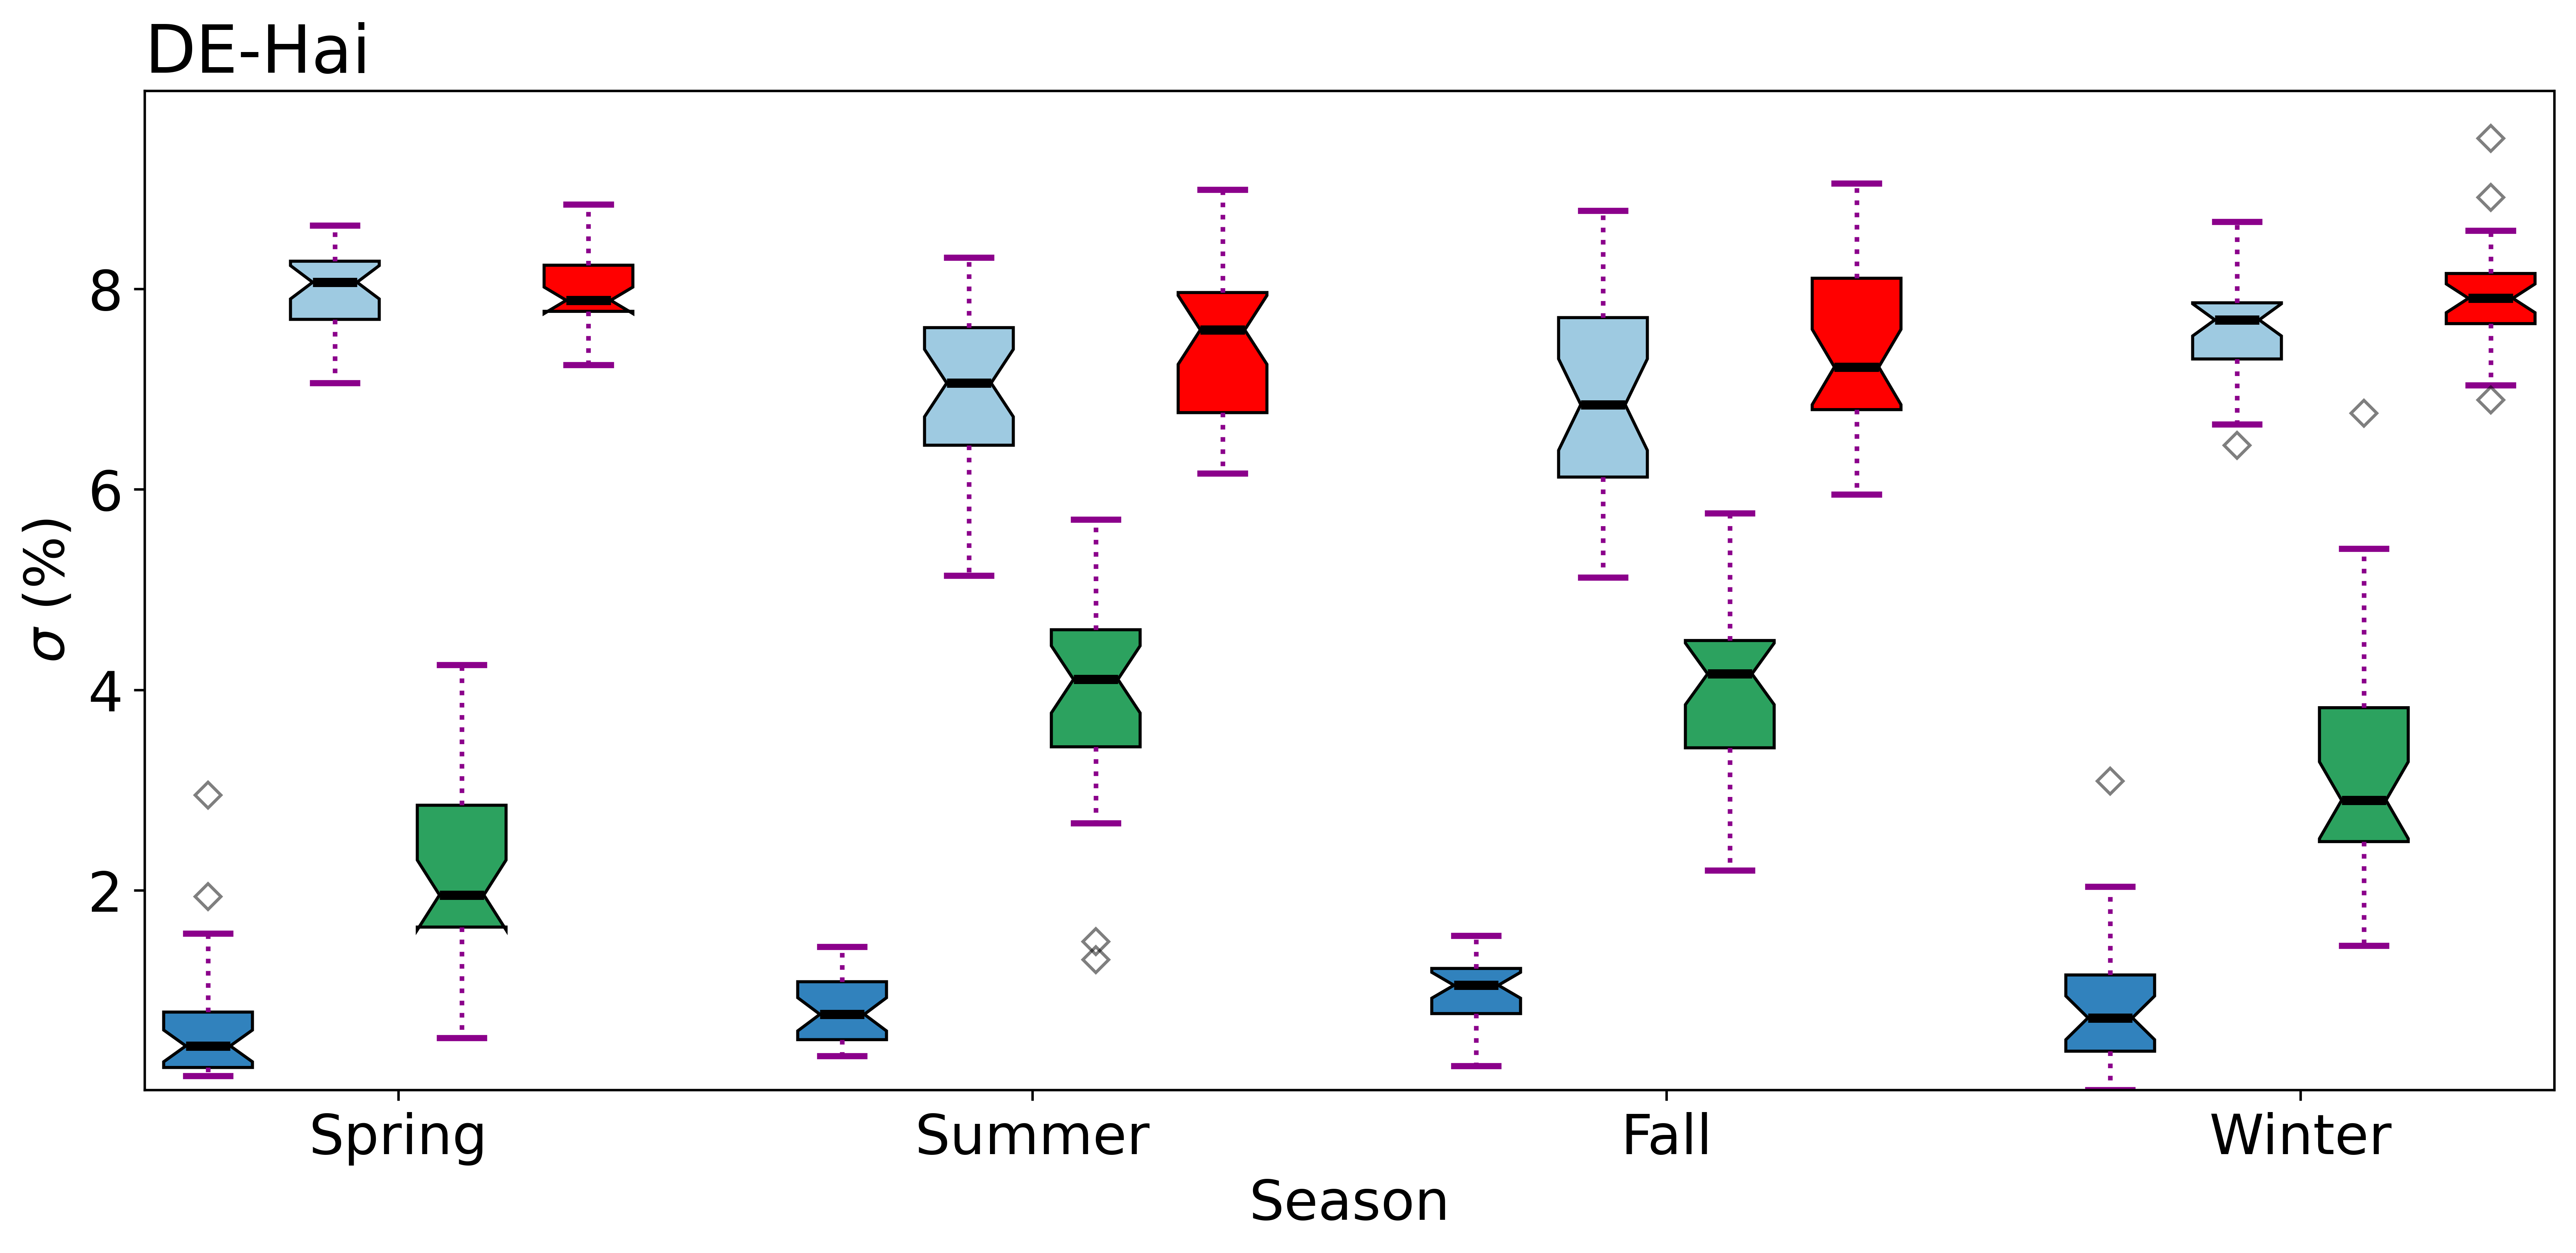 DE-Hai
8
6
4
2
σ (%)
Spring Summer Fall Winter
Season